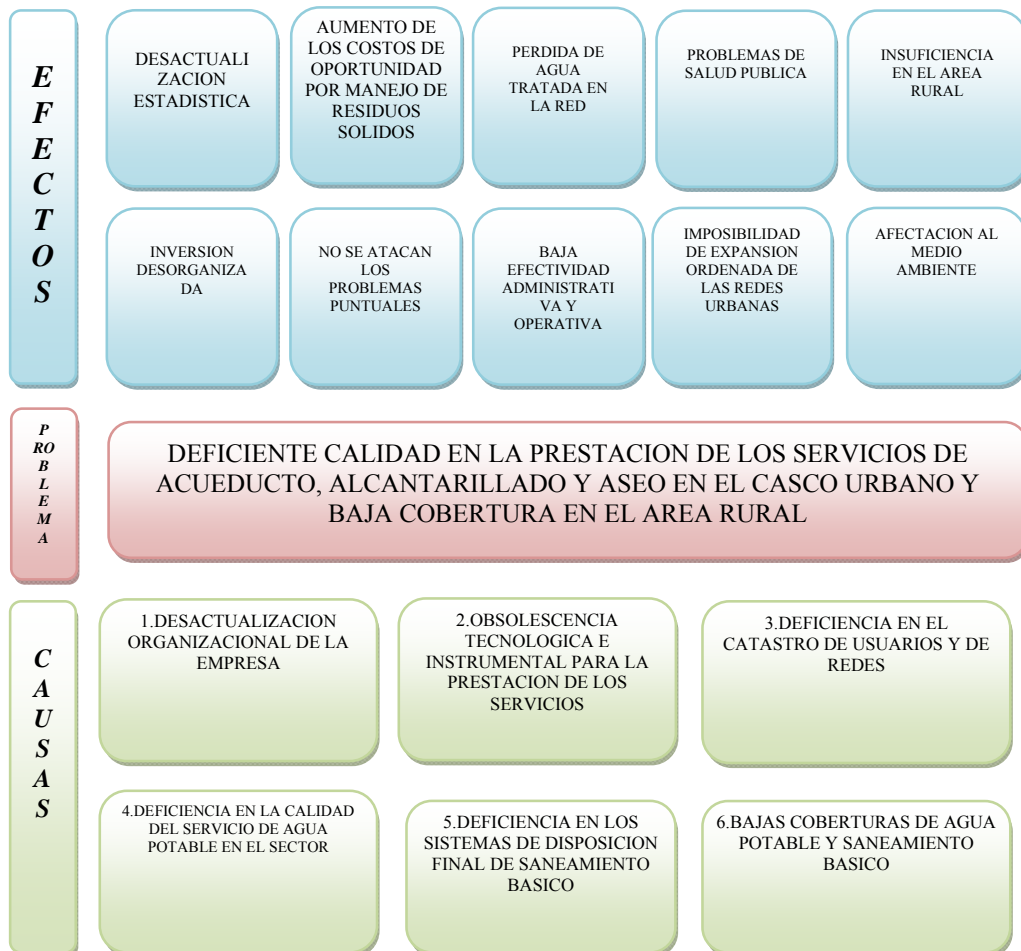 EFECTOS
DESACTUALI
ZACION
ESTADISTICA
AUMENTO DE
LOS COSTOS DE
OPORTUNIDAD
POR MANEJO DE
RESIDUOS
SOLIDOS
PERDIDA DE
AGUA
TRATADA EN
LA RED
PROBLEMAS DE
SALUD PUBLICA
INSUFICIENCIA
EN EL AREA
RURAL
INVERSION
DESORGANIZA
DA
NO SE ATACAN
LOS
PROBLEMAS
PUNTUALES
BAJA
EFECTIVIDAD
ADMINISTRATI
VA Y
OPERATIVA
IMPOSIBILIDAD
DE EXPANSION
ORDENADA DE
LAS REDES
URBANAS
AFECTACION AL
MEDIO
AMBIENTE
PROBLEMA
DEFICIENTE CALIDAD EN LA PRESTACION DE LOS SERVICIOS DE
ACUEDUCTO, ALCANTARILLADO Y ASEO EN EL CASCO URBANO Y
BAJA COBERTURA EN EL AREA RURAL
CAUSAS
1.DESACTUALIZACION
ORGANIZACIONAL DE LA
EMPRESA
2.OBSOLESCENCIA
TECNOLOGICA E
INSTRUMENTAL PARA LA
PRESTACION DE LOS
SERVICIOS
3.DEFICIENCIA EN EL
CATASTRO DE USUARIOS Y DE
REDES
4.DEFICIENCIA EN LA CALIDAD
DEL SERVICIO DE AGUA
POTABLE EN EL SECTOR
5.DEFICIENCIA EN LOS
SISTEMAS DE DISPOSICION
FINAL DE SANEAMIENTO
BASICO
6.BAJAS COBERTURAS DE AGUA
POTABLE Y SANEAMIENTO
BASICO